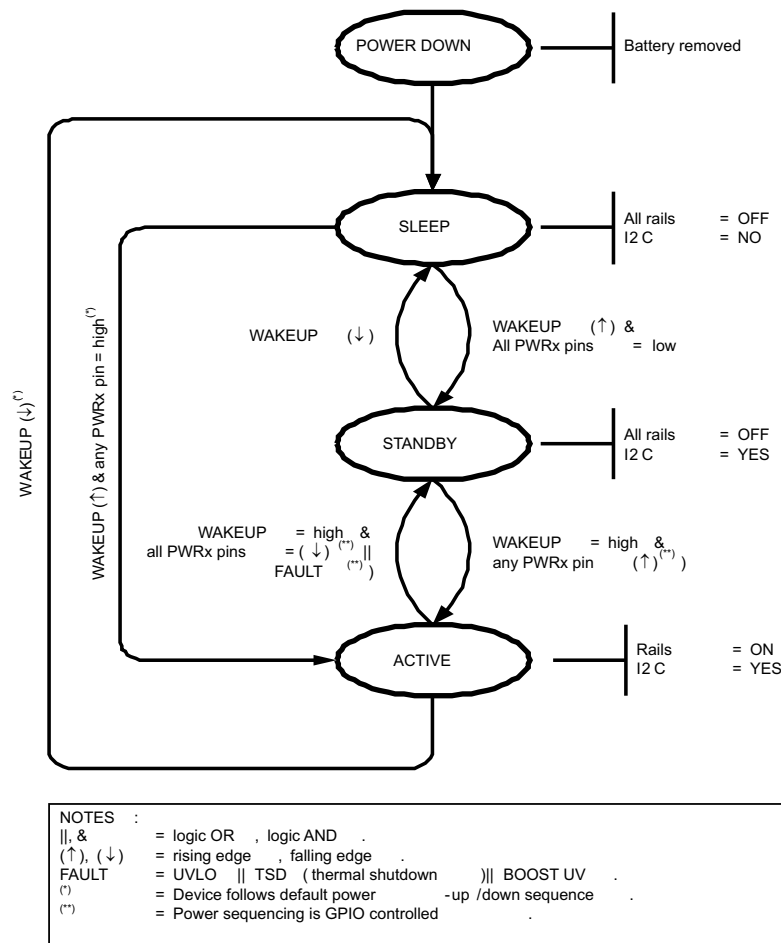 POWER DOWN
Battery removed
SLEEP
All rails = OFF
I2C = NO
WAKEUP (↓)
WAKEUP (↑) &
All PWRx pins = low
WAKEUP (↓)(*)
WAKEUP (↑) & any PWRx pin = high(*)
STANDBY
All rails = OFF
I2C = YES
WAKEUP = high &
all PWRx pins = (↓)(**) ||
FAULT (**))
WAKEUP = high &
any PWRx pin (↑)(**))
ACTIVE
Rails = ON
I2C = YES
NOTES :
||, & = logic OR , logic AND .
(↑), (↓) = rising edge , falling edge .
FAULT = UVLO || TSD (thermal shutdown )|| BOOST UV .
(*) = Device follows default power -up /down sequence .
(**) = Power sequencing is GPIO controlled .